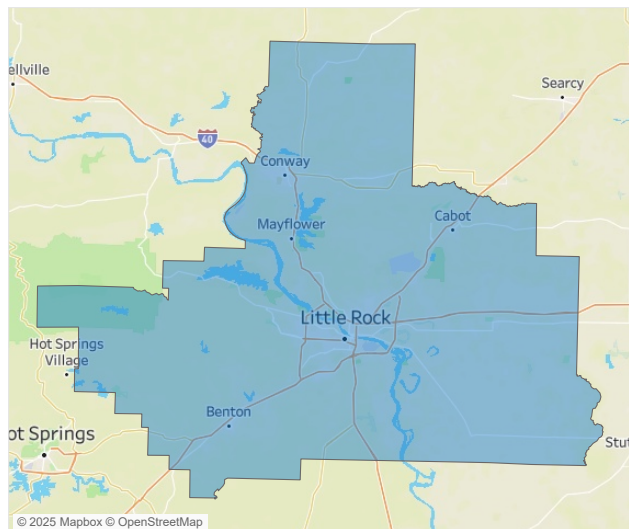 ellville
Searcy
40
Conway
Mayflower
Cabot
Little Rock
Hot Springs
Village
Benton
ot Springs
Stut
© 2025 Mapbox © OpenStreetMap